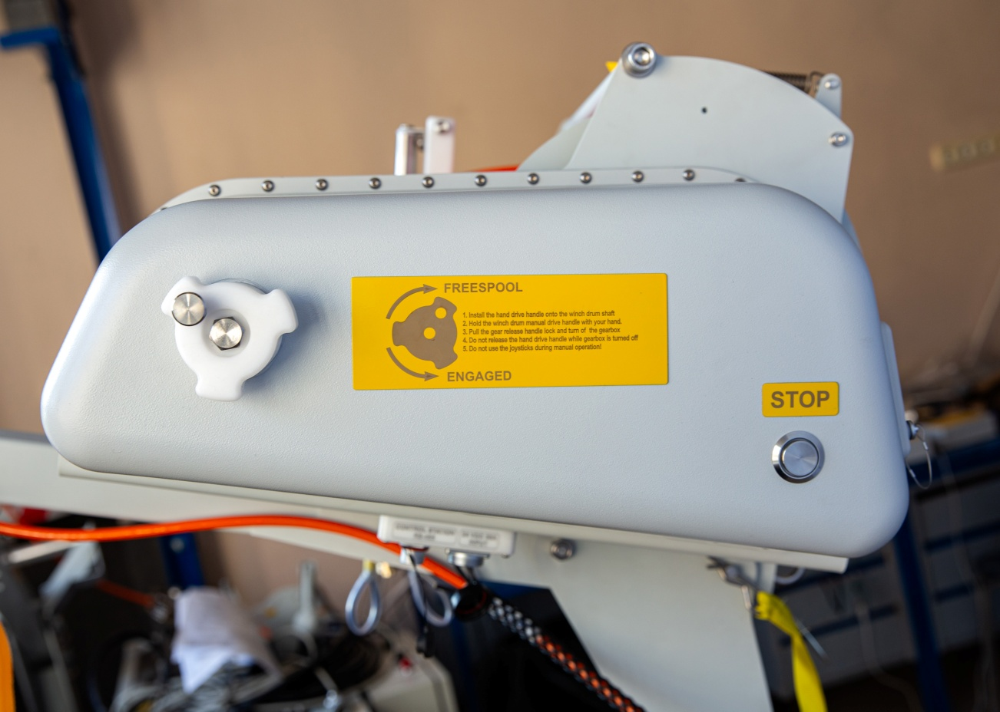 FREESPOOL
1. Install the hand drive handle onto the winch drum shaft
2. Hold the winch drum manual drive handle with your hand.
3. Pull the gear release handle lock and turn of the gearbox
4. Do not release the hand drive handle while gearbox is turned off
5. Do not use the joysticks during manual operation!
ENGAGED
STOP
CONTROL STATION
INPUT